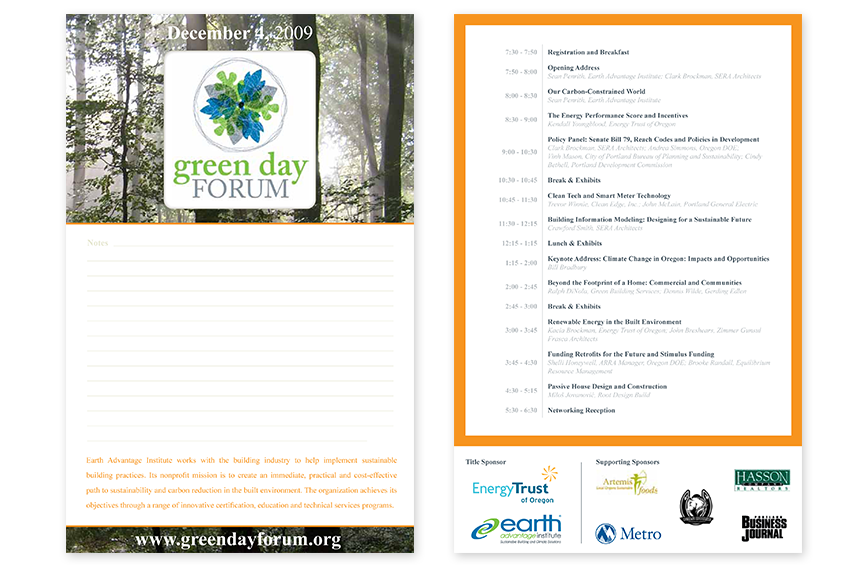 December 4, 2009
green day
FORUM
Notes
Earth Advantage Institute works with the building industry to help implement sustainable
building practices. Its nonprofit mission is to create an immediate, practical and cost-effective
path to sustainability and carbon reduction in the built environment. The organization achieves its
objectives through a range of innovative certification, education and technical services programs.
www.greendayforum.org
7:30 - 7:50 Registration and Breakfast
7:50 - 8:00 Opening Address
Sean Penrith, Earth Advantage Institute; Clark Brockman, SERA Architects
8:00 - 8:30 Our Carbon-Constrained World
Sean Penrith, Earth Advantage Institute
8:30 - 9:00 The Energy Performance Score and Incentives
Kendall Youngblood, Energy Trust of Oregon
9:00 - 10:30 Policy Panel: Senate Bill 79, Reach Codes and Policies in Development
Clark Brockman, SERA Architects; Andrea Simmons, Oregon DOE,
Vinh Mason, City of Portland Bureau of Planning and Sustainability; Cindy
Bethell, Portland Development Commission
10:30 - 10:45 Break & Exhibits
10:45 - 11:30 Clean Tech and Smart Meter Technology
Trevor Winnie, Clean Edge, Inc., John McLain, Portland General Electric
11:30 - 12:15 Building Information Modeling: Designing for a Sustainable Future
Crawford Smith, SERA Architects
12:15 - 1:15 Lunch & Exhibits
1:15 - 2:00 Keynote Address: Climate Change in Oregon: Impacts and Opportunities
Bill Bradbury
2:00 - 2:45 Beyond the Footprint of a Home: Commercial and Communities
Ralph DiNola, Green Building Services, Dennis Wilde, Gerding Edlen
2:45 - 3:00 Break & Exhibits
3:00 - 3:45 Renewable Energy in the Built Environment
Kacia Brockman, Energy Trust of Oregon, John Breshears, Zimmer Gunsul
Frasca Architects
3:45 - 4:30 Funding Retrofits for the Future and Stimulus Funding
Shelli Honeywell, ARRA Manager, Oregon DOE, Brooke Randall, Equilibrium
Resource Management
4:30 - 5:15 Passive House Design and Construction
Milos Jovanovic, Root Design Build
5:30 - 6:30 Networking Reception
Title Sponsor
EnergyTrust
of Oregon
earth
advantage institute
Sustainable Building and Climate Solutions
Supporting Sponsors
Artemis
foods
Metro
HASSON
COMPANY
REALTORS
PORTLAND
BUSINESS
JOURNAL